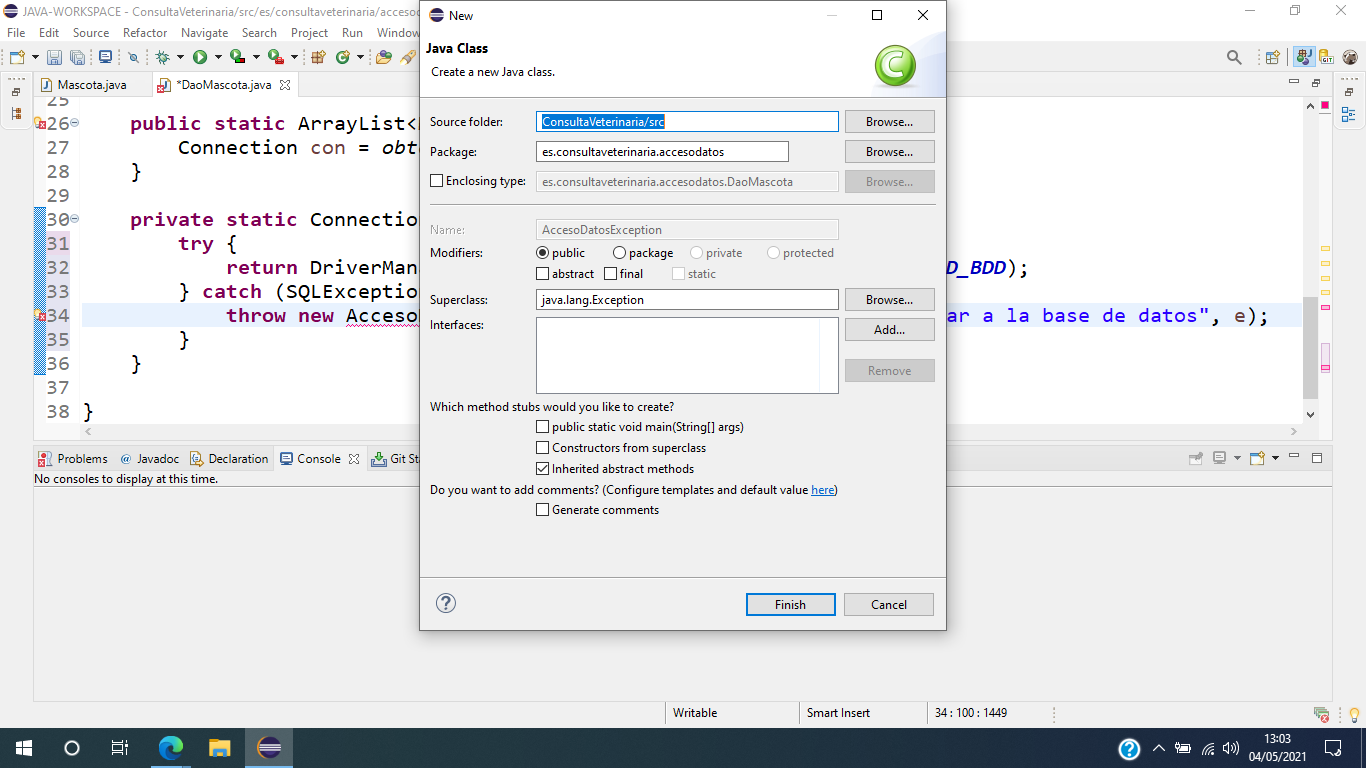 JAVA-WORKSPACE - ConsultaVeterinaria/src/es/consultaveterinaria/acceso
File Edit Source Refactor Navigate Search Project Run Window
Mascota.java
*DaoMascota.java
25
26 public static ArrayList<
27 Connection con = obt
28 }
29
30 private static Connection
31 try {
32 return DriverMan D_BDD);
33 } catch (SQLException
34 throw new Acceso ar a la base de datos", e);
35 }
36 }
37
38 }
New
Java Class
Create a new Java class.
Source folder: ConsultaVeterinaria/src Browse...
Package: es.consultaveterinaria.accesodatos Browse...
Enclosing type: es.consultaveterinaria.accesodatos.DaoMascota Browse...
Name: AccesoDatosException
Modifiers: public package private protected
abstract final static
Superclass: java.lang.Exception Browse...
Interfaces: Add...
Remove
Which method stubs would you like to create?
public static void main(String[] args)
Constructors from superclass
Inherited abstract methods
Do you want to add comments? (Configure templates and default value here)
Generate comments
? Finish Cancel
Problems @ Javadoc Declaration Console Git St
No consoles to display at this time.
Writable Smart Insert 34 : 100 : 1449
13:03
04/05/2021